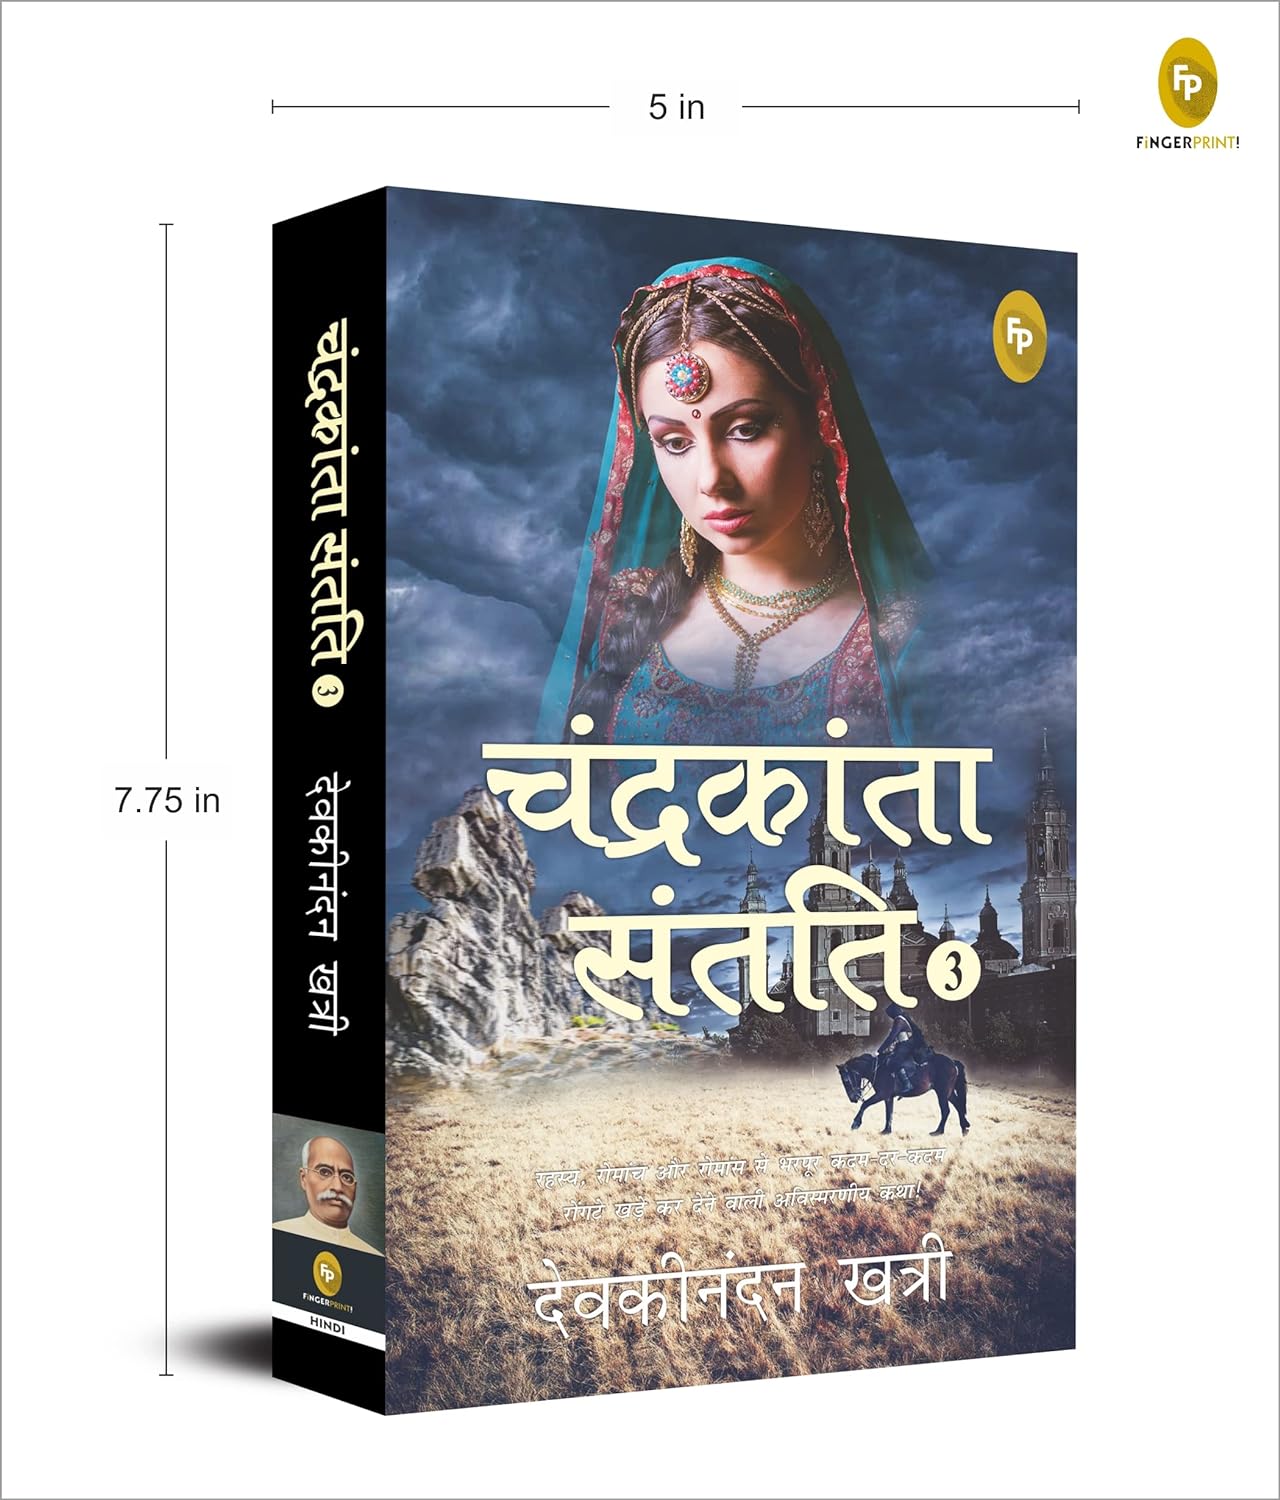 5 in
FP
FiNGERPRINT!
7.75 in
चंद्रकांता संतति 3
देवकीनंदन खत्री
FP
FiNGERPRINT!
HINDI
FP
चंद्रकांता
संतति 3
रहस्य, रोमांच और रोमांस से भरपूर कदम-दर-कदम
रोंगटे खड़े कर देने वाली अविस्मरणीय कथा!
देवकीनंदन खत्री